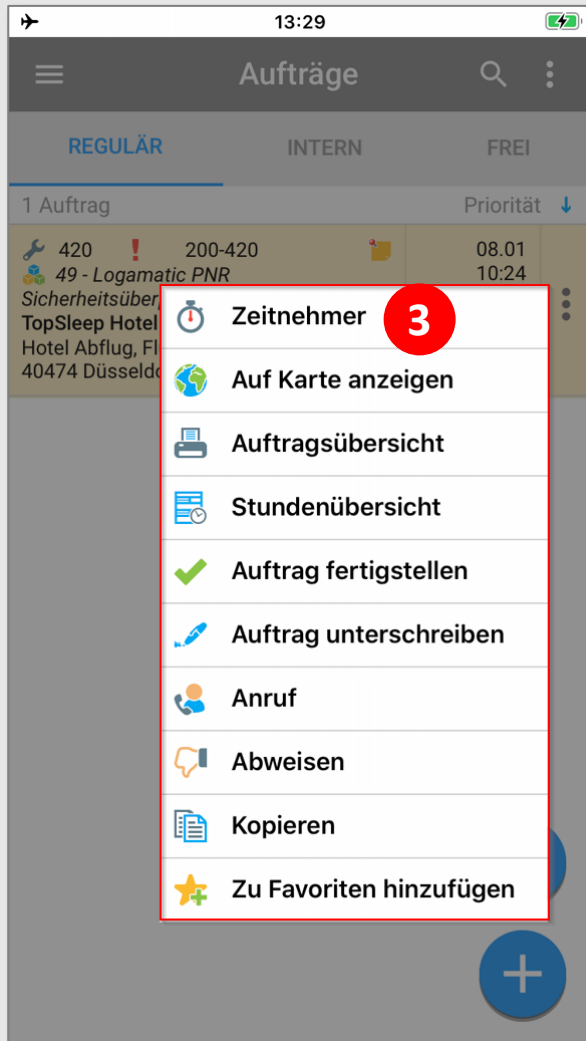 13:29
Aufträge
REGULÄR INTERN FREI
1 Auftrag Priorität
420 200-420 08.01
49 - Logamatic PNR 10:24
TopSleep Hotel
Hotel Abflug,
40474
Zeitnehmer 3
Auf Karte anzeigen
Auftragsübersicht
Stundenübersicht
Auftrag fertigstellen
Auftrag unterschreiben
Anruf
Abweisen
Kopieren
Zu Favoriten hinzufügen